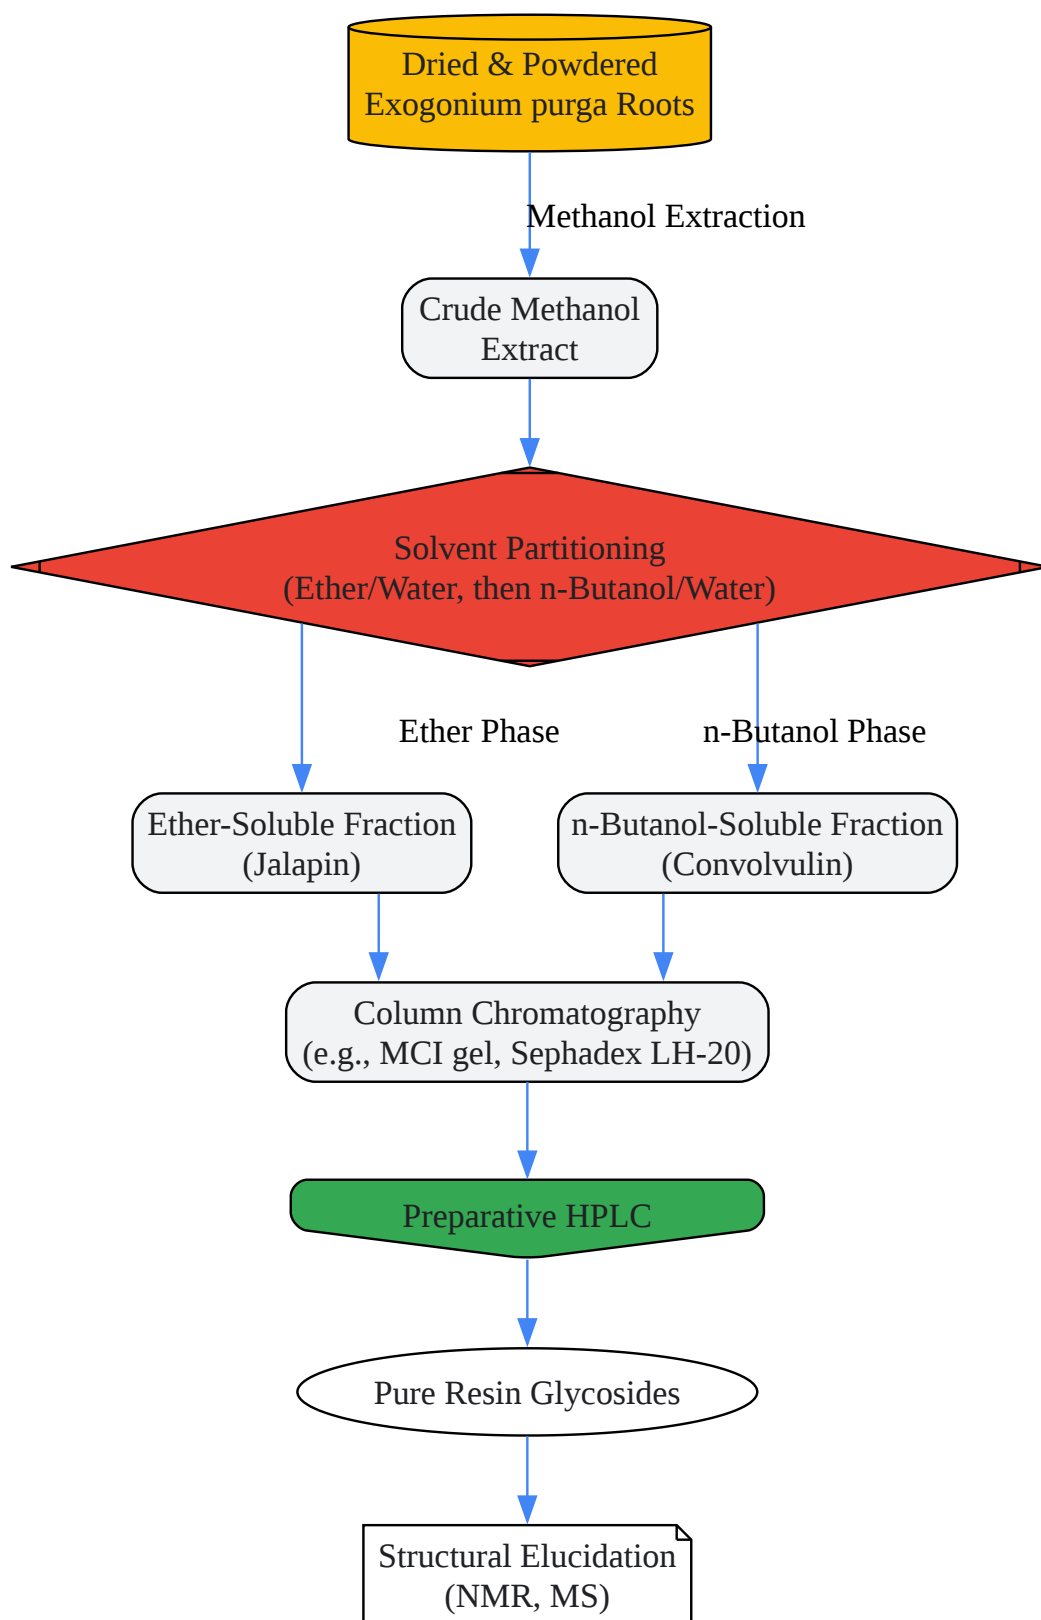 Dried & Powdered
Exogonium purga Roots
Methanol Extraction
Crude Methanol
Extract
Solvent Partitioning
(Ether/Water, then n-Butanol/Water)
Ether Phase
n-Butanol Phase
Ether-Soluble Fraction
(Jalapin)
n-Butanol-Soluble Fraction
(Convolvulin)
Column Chromatography
(e.g., MCI gel, Sephadex LH-20)
Preparative HPLC
Pure Resin Glycosides
Structural Elucidation
(NMR, MS)